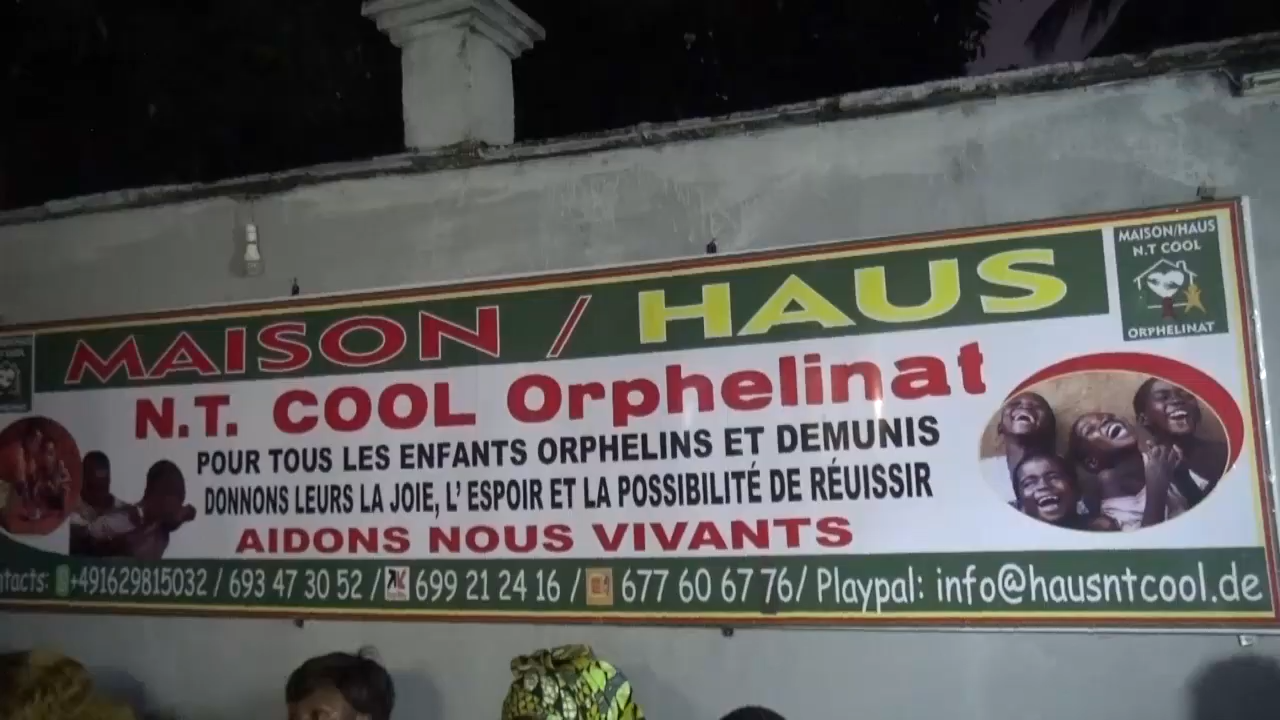 MAISON / HAUS
MAISON/HAUS
N.T COOL
ORPHELINAT
N.T. COOL Orphelinat
POUR TOUS LES ENFANTS ORPHELINS ET DEMUNIS
DONNONS LEURS LA JOIE, L' ESPOIR ET LA POSSIBILITÉ DE RÉUISSIR
AIDONS NOUS VIVANTS
tacts: +491629815032 / 693 47 30 52 / 699 21 24 16 / 677 60 67 76/ Playpal: info@hausntcool.de